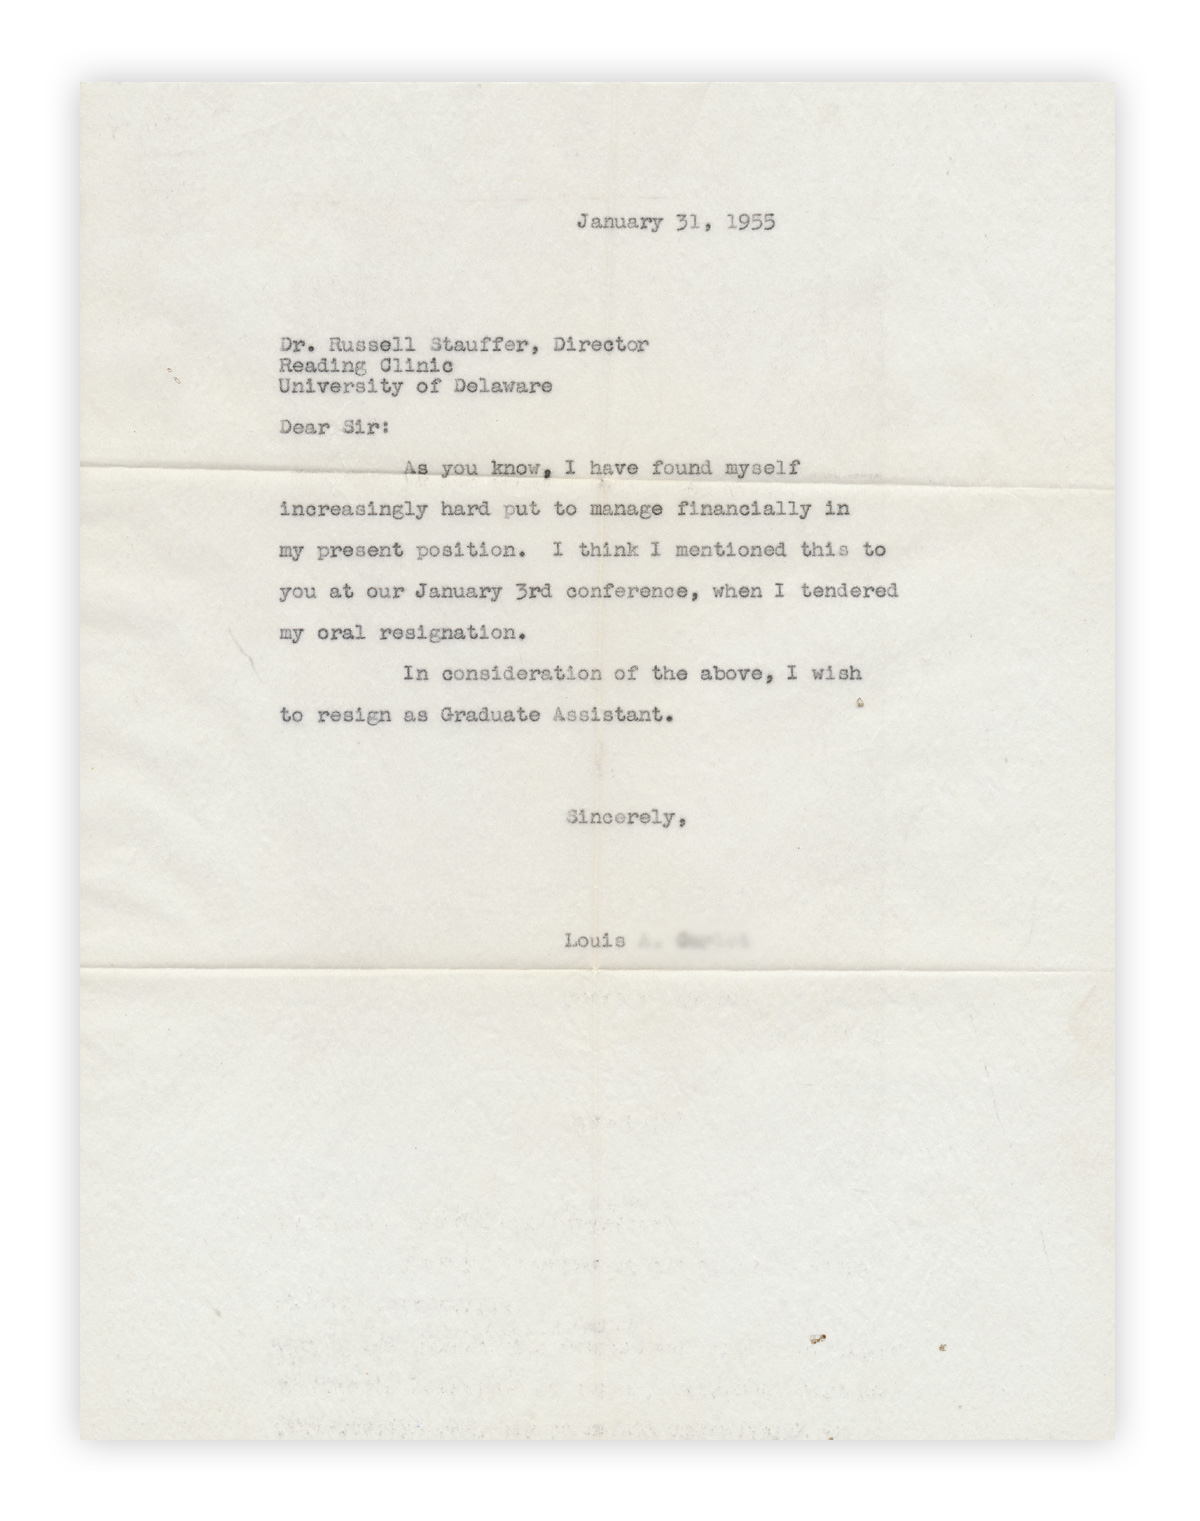 January 31, 1955
Dr. Russell Stauffer, Director
Reading Clinic
University of Delaware
Dear Sir:
As you know, I have found myself
increasingly hard put to manage financially in
my present position. I think I mentioned this to
you at our January 3rd conference, when I tendered
my oral resignation.
In consideration of the above, I wish
to resign as Graduate Assistant.
Sincerely,
Louis